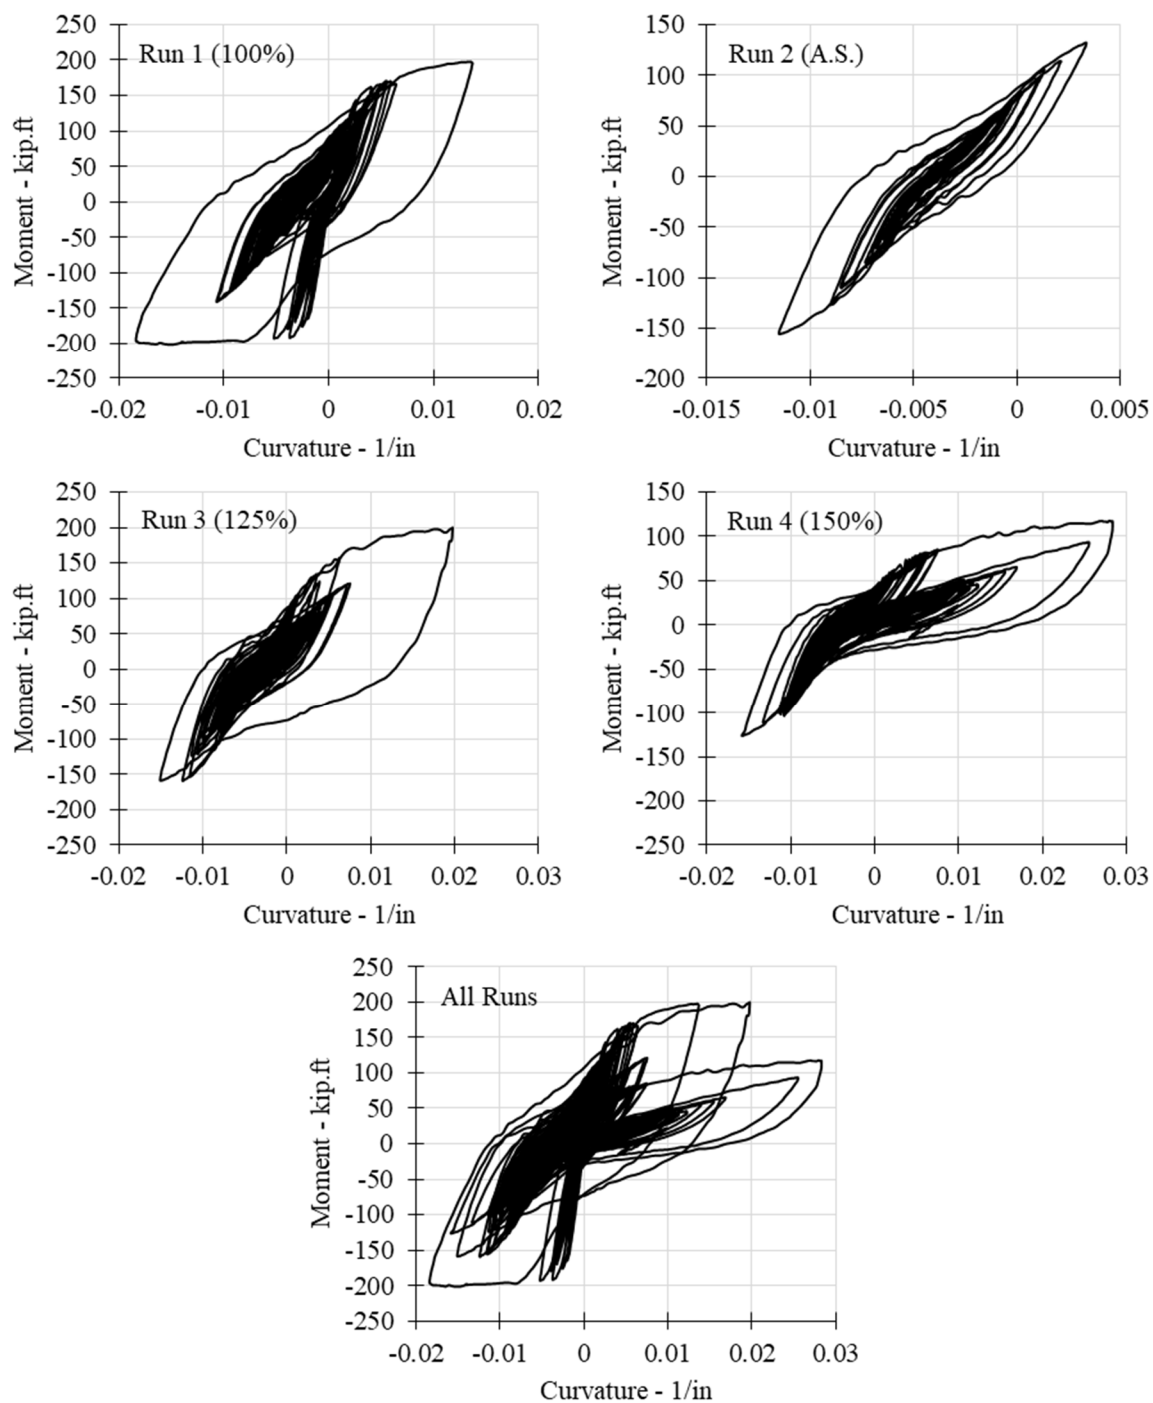 Run 1 (100%)
Moment - kip.ft
250
200
150
100
50
0
-50
-100
-150
-200
-250
-0.02 -0.01 0 0.01 0.02
Curvature - 1/in
Run 2 (A.S.)
Moment - kip.ft
150
100
50
0
-50
-100
-150
-200
-0.015 -0.01 -0.005 0 0.005
Curvature - 1/in
Run 3 (125%)
Moment - kip.ft
250
200
150
100
50
0
-50
-100
-150
-200
-250
-0.02 -0.01 0 0.01 0.02 0.03
Curvature - 1/in
Run 4 (150%)
Moment - kip.ft
150
100
50
0
-50
-100
-150
-200
-250
-0.02 -0.01 0 0.01 0.02 0.03
Curvature - 1/in
All Runs
Moment - kip.ft
250
200
150
100
50
0
-50
-100
-150
-200
-250
-0.02 -0.01 0 0.01 0.02 0.03
Curvature - 1/in